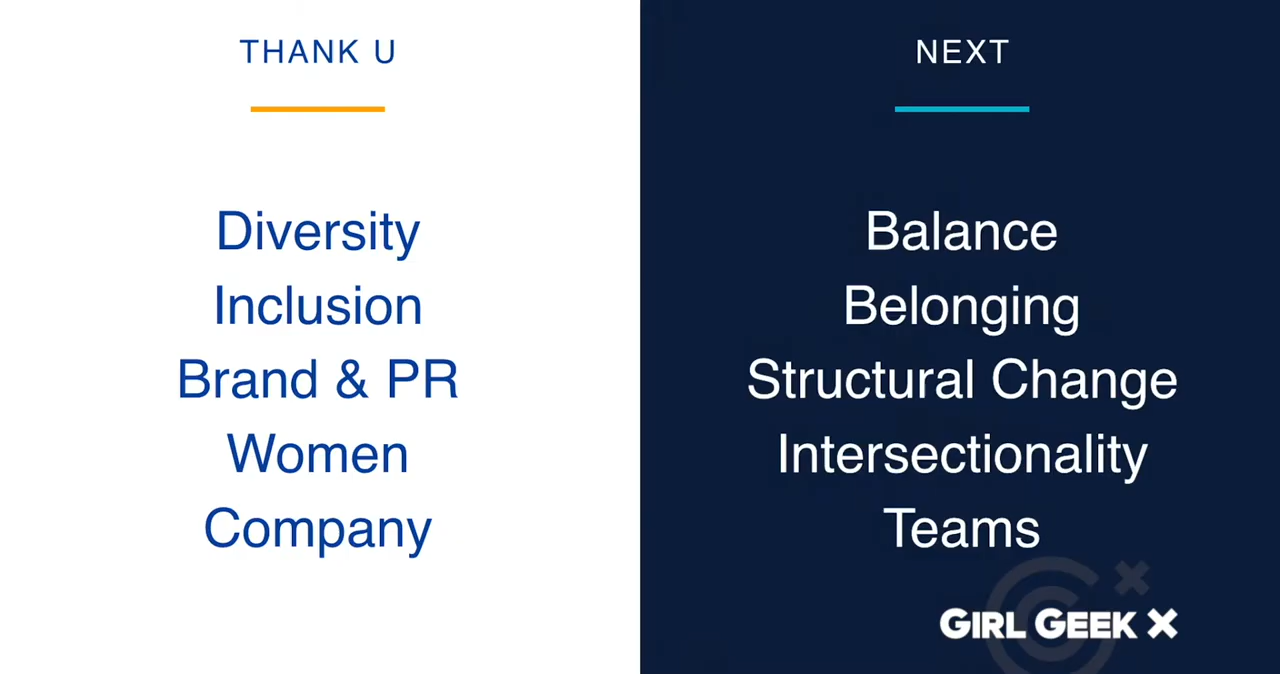 THANK U
Diversity
Inclusion
Brand & PR
Women
Company
NEXT
Balance
Belonging
Structural Change
Intersectionality
Teams
GIRL GEEK X